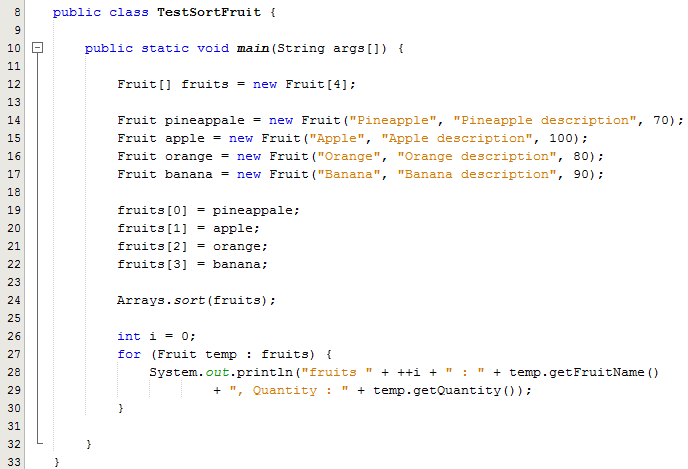 8 public class TestSortFruit {
9
10 public static void main(String args[]) {
11
12 Fruit[] fruits = new Fruit[4];
13
14 Fruit pineappale = new Fruit("Pineapple", "Pineapple description", 70);
15 Fruit apple = new Fruit("Apple", "Apple description", 100);
16 Fruit orange = new Fruit("Orange", "Orange description", 80);
17 Fruit banana = new Fruit("Banana", "Banana description", 90);
18
19 fruits[0] = pineappale;
20 fruits[1] = apple;
21 fruits[2] = orange;
22 fruits[3] = banana;
23
24 Arrays.sort(fruits);
25
26 int i = 0;
27 for (Fruit temp : fruits) {
28 System.out.println("fruits " + ++i + " : " + temp.getFruitName()
29 + ", Quantity : " + temp.getQuantity());
30 }
31
32 }
33 }